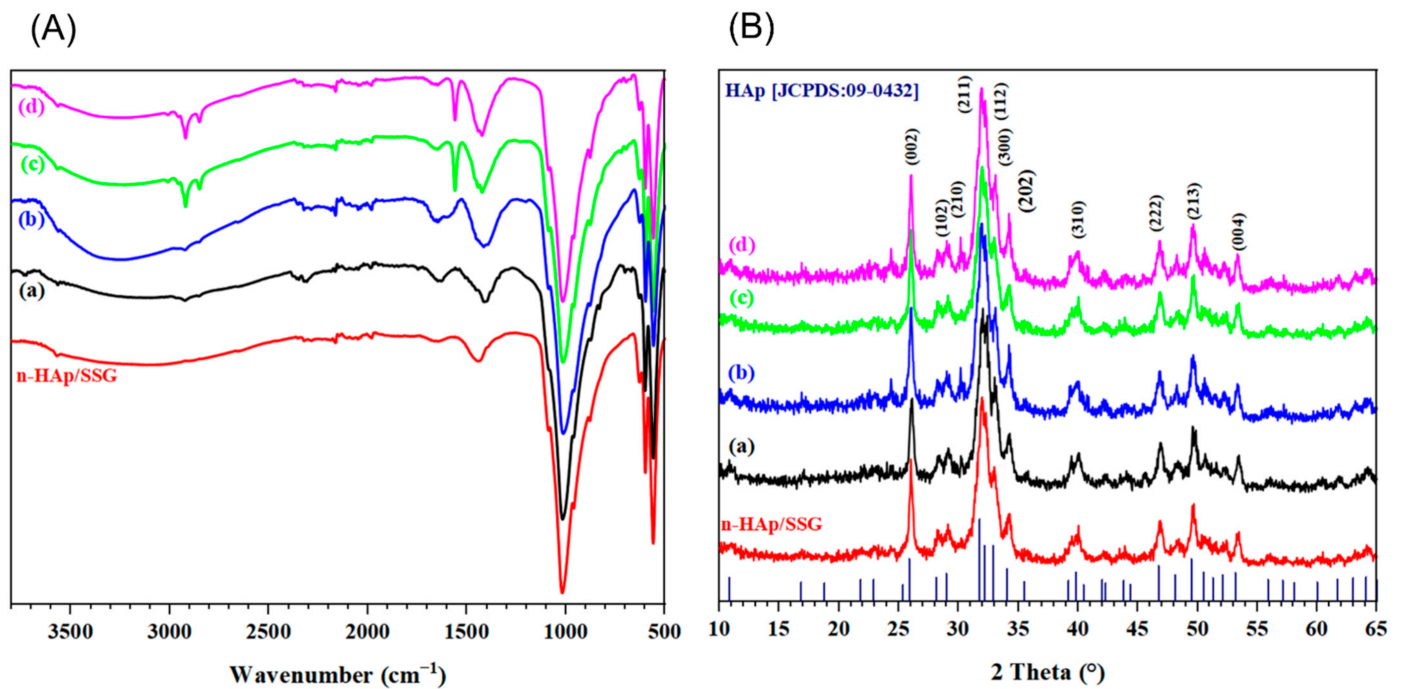 (A)
(d)
(c)
(b)
(a)
n-HAp/SSG
3500 3000 2500 2000 1500 1000 500
Wavenumber (cm⁻¹)
(B)
HAp [JCPDS:09-0432]
(002)
(102)
(210)
(211)
(112)
(300)
(202)
(310)
(222)
(213)
(004)
(d)
(c)
(b)
(a)
n-HAp/SSG
10 15 20 25 30 35 40 45 50 55 60 65
2 Theta (°)